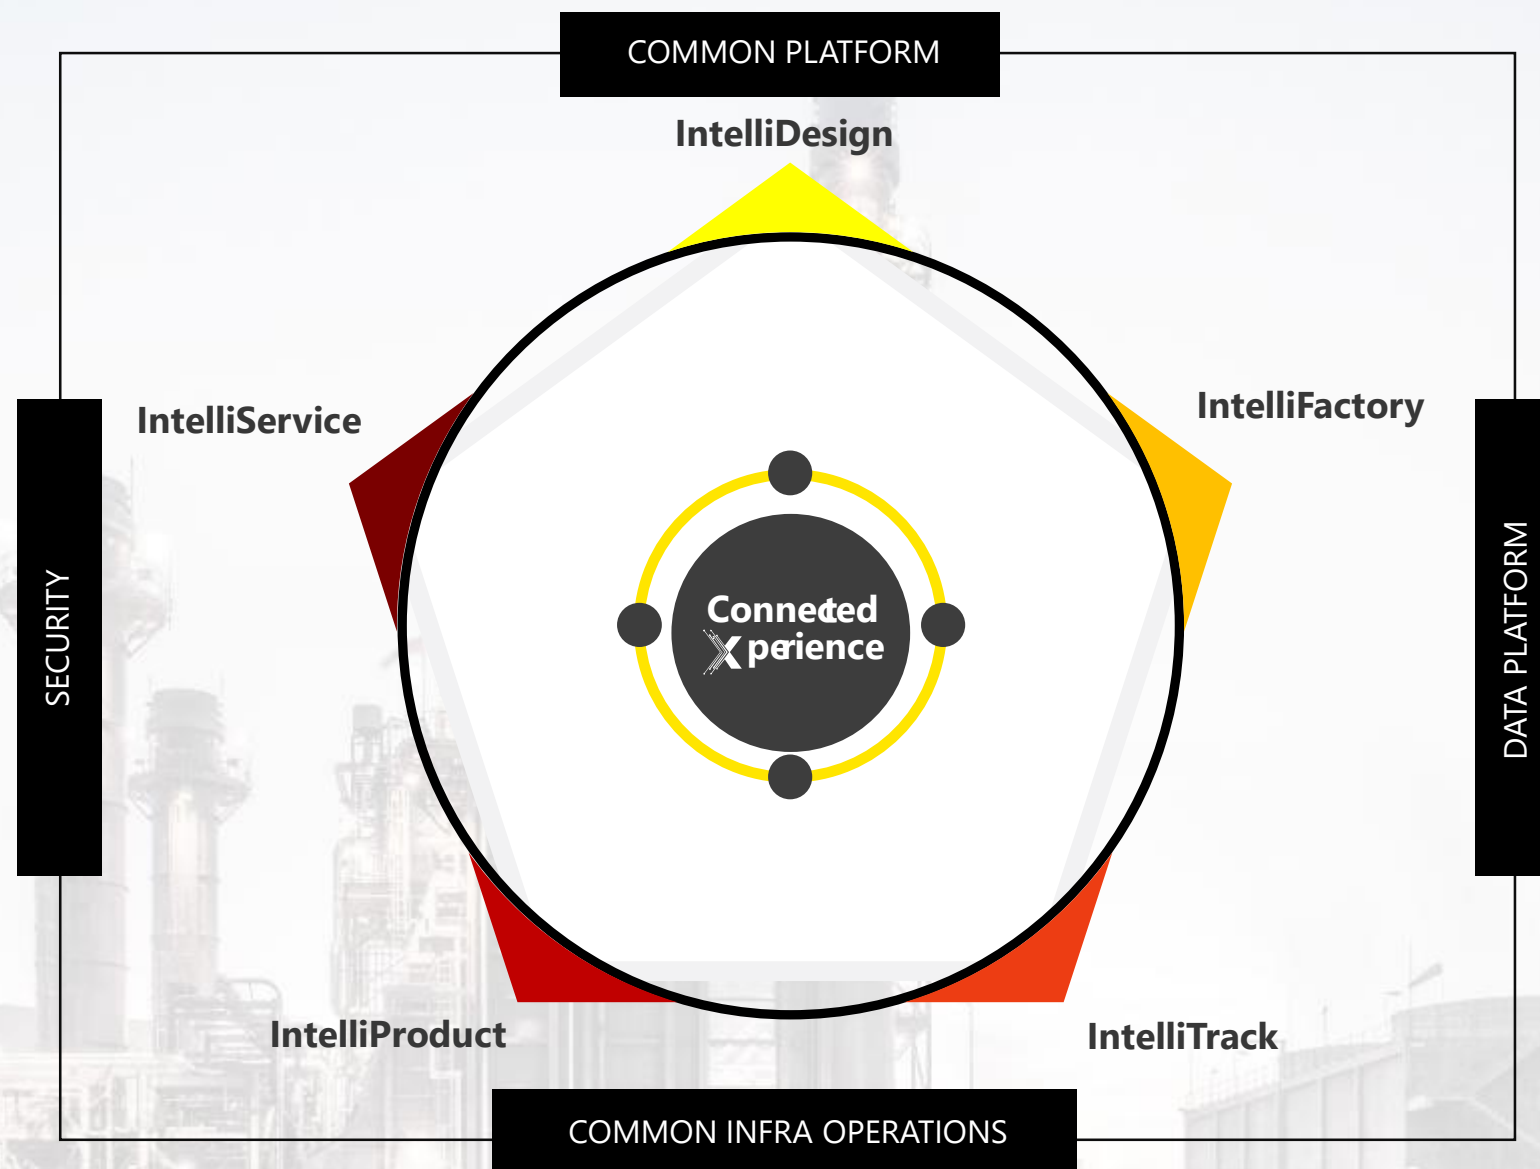 COMMON PLATFORM
IntelliDesign
IntelliService
IntelliFactory
SECURITY
DATA PLATFORM
Connected
Xperience
IntelliProduct
IntelliTrack
COMMON INFRA OPERATIONS